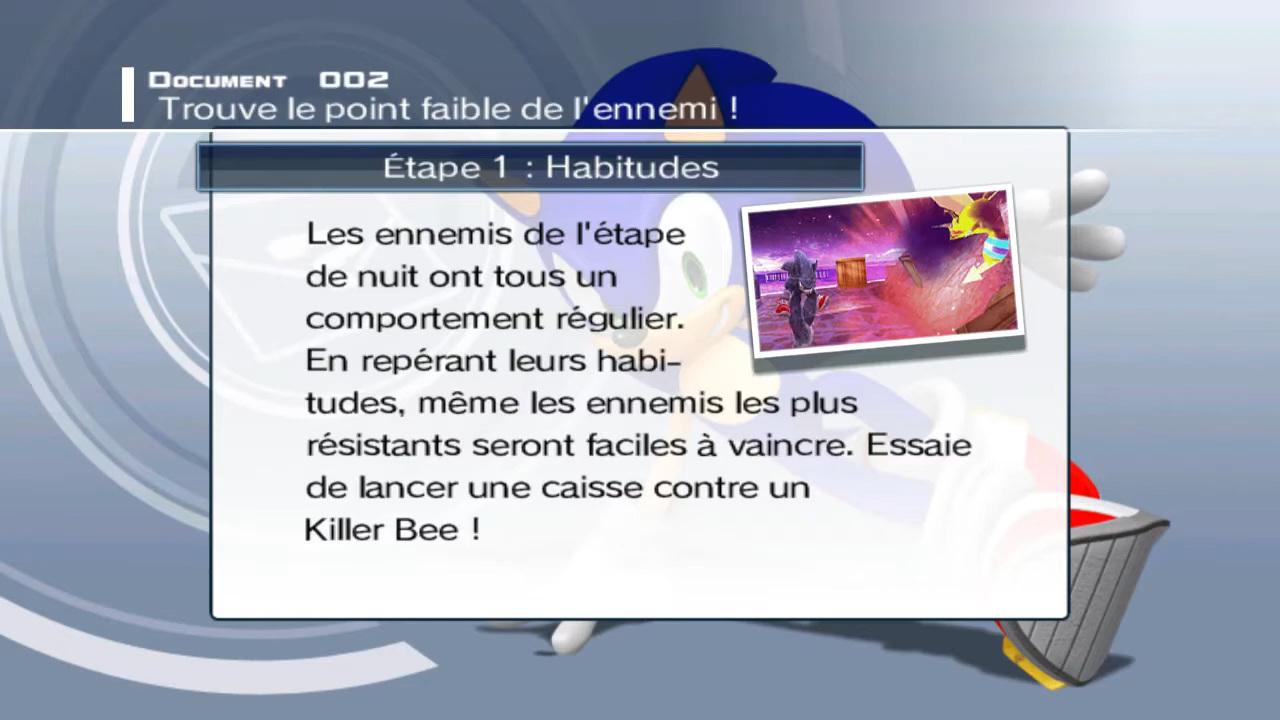 Document 002
Trouve le point faible de l'ennemi !
Étape 1 : Habitudes
Les ennemis de l'étape
de nuit ont tous un
comportement régulier.
En repérant leurs habi-
tudes, même les ennemis les plus
résistants seront faciles à vaincre. Essaie
de lancer une caisse contre un
Killer Bee !